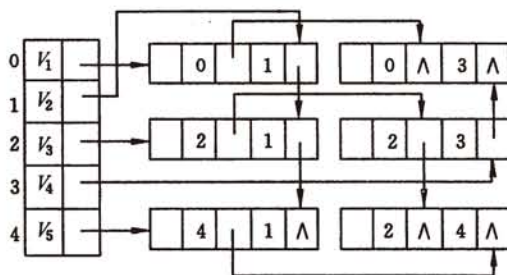 0 V₁ 0 1 0 ∧ 3 ∧
1 V₂
2 V₃ 2 1 2 3
3 V₄
4 V₅ 4 1 ∧ 2 ∧ 4 ∧